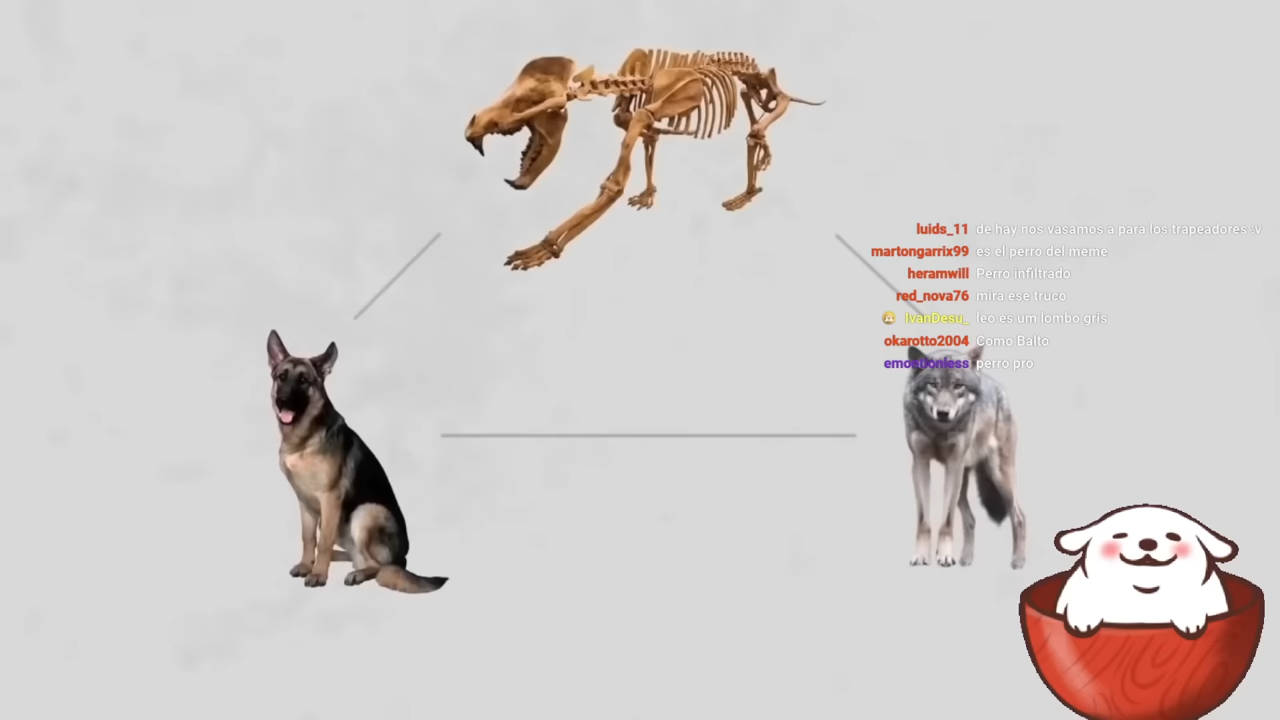 luids_11 de hay nos vasamos a para los trapeadores :v
martongarrix99 es el perro del meme
heramwill Perro infiltrado
red_nova76 mira ese truco
IvanDesu_ leo es um lombo gris
okarotto2004 Como Balto
emoctionless perro pro